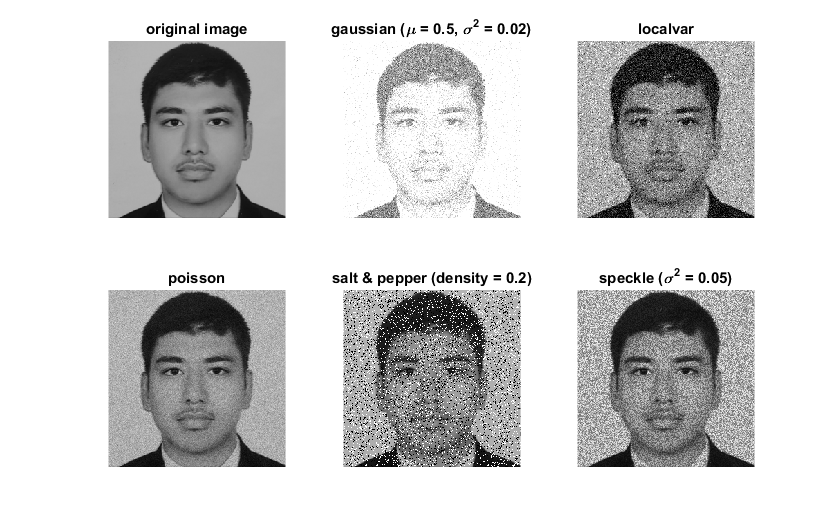 original image
gaussian (μ = 0.5, σ² = 0.02)
localvar
poisson
salt & pepper (density = 0.2)
speckle (σ² = 0.05)